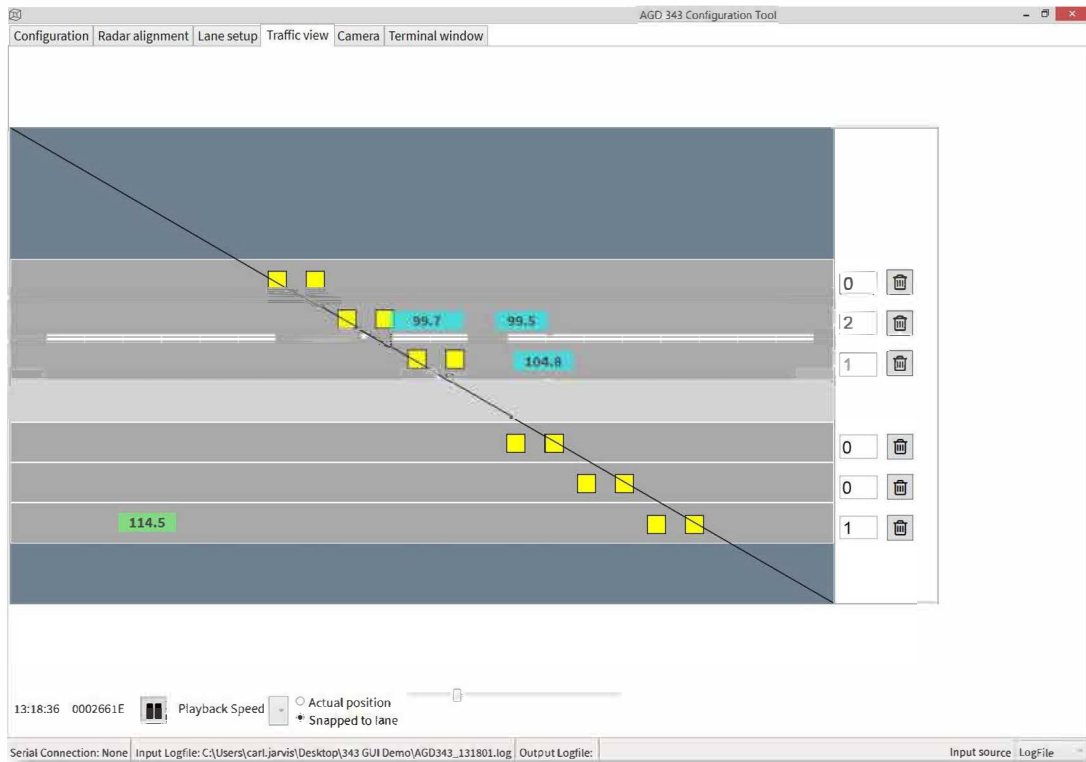 AGD 343 Configuration Tool
Configuration Radar alignment Lane setup Traffic view Camera Terminal window
0
99.7 99.5 2
104.8 1
0
0
114.5 1
13:18:36 0002661E Playback Speed
Actual position
Snapped to lane
Serial Connection: None Input Logfile: C:\Users\carl.jarvis\Desktop\343 GUI Demo\AGD343_131801.log Output Logfile: Input source LogFile